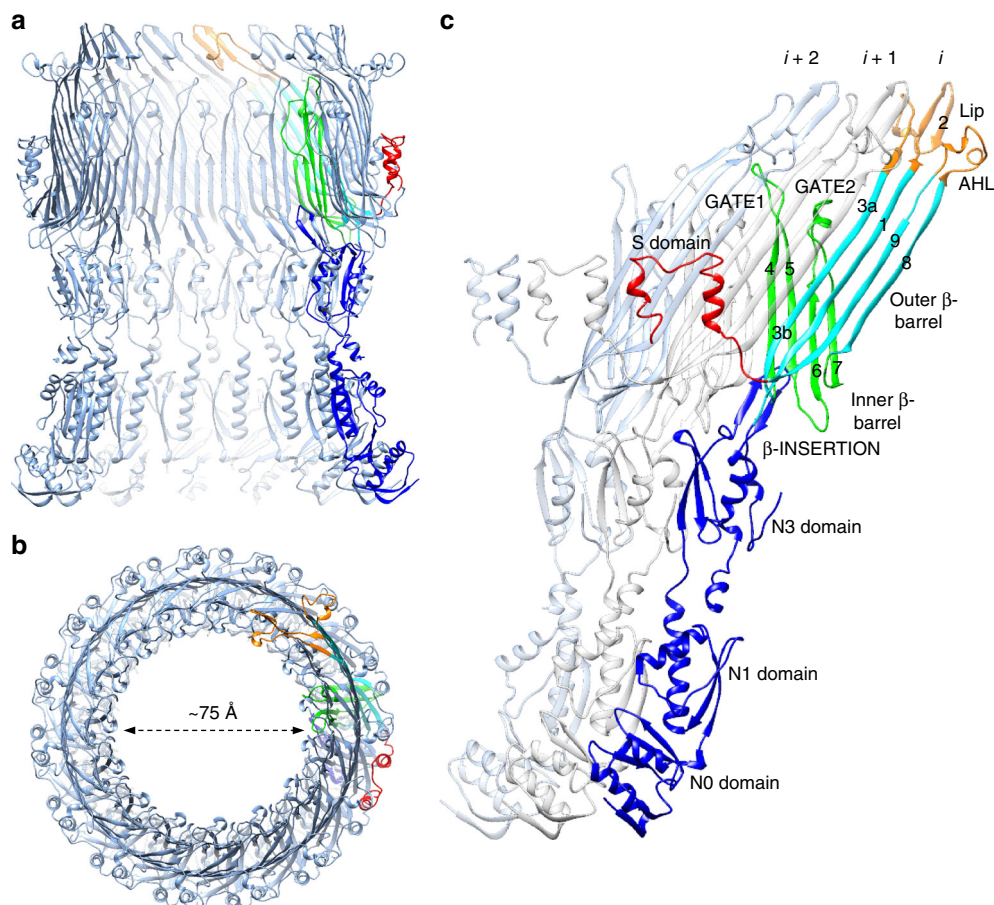 a
b
~75 Å
c
i + 2
i + 1
i
2
Lip
AHL
GATE1
GATE2
3a
1
9
8
S domain
4
5
Outer β-
barrel
3b
6
7
Inner β-
barrel
β-INSERTION
N3 domain
N1 domain
N0 domain